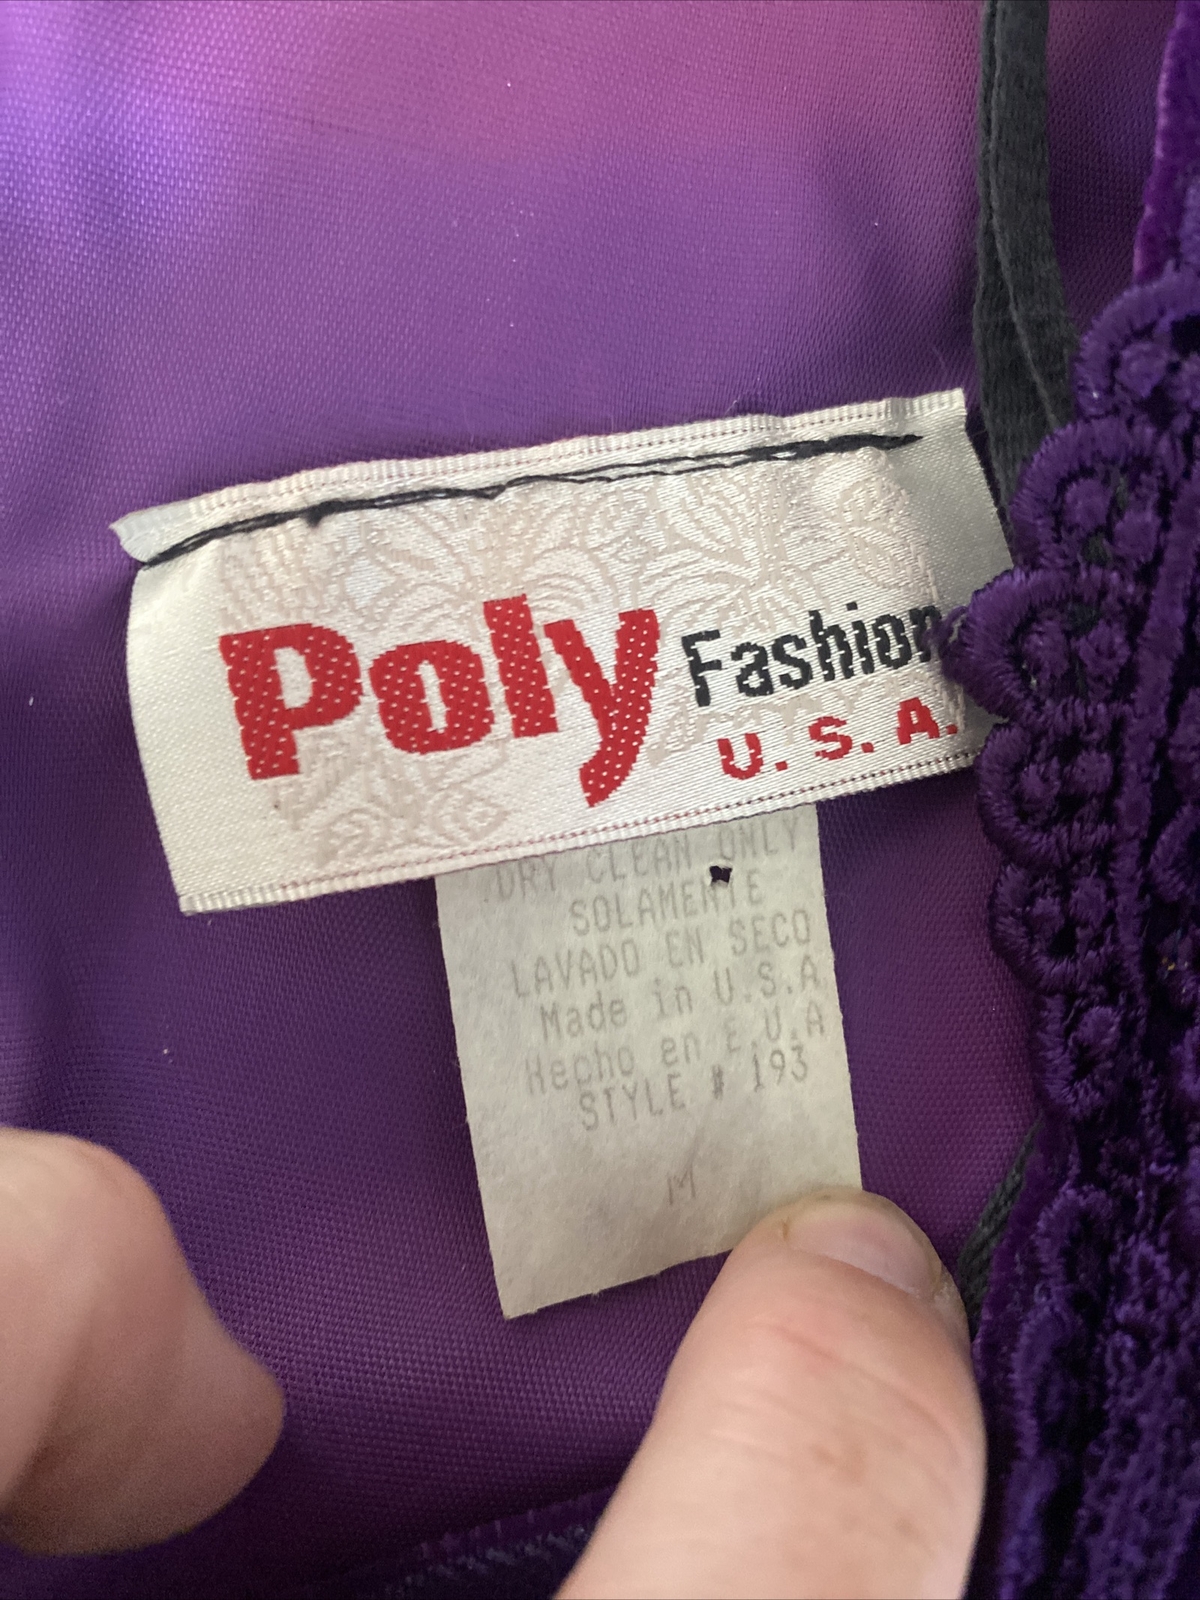 Poly Fashion
U.S.A.
DRY CLEAN ONLY
SOLAMENTE
LAVADO EN SECO
Made in U.S.A
Hecho en E.U.A
STYLE # 193
M